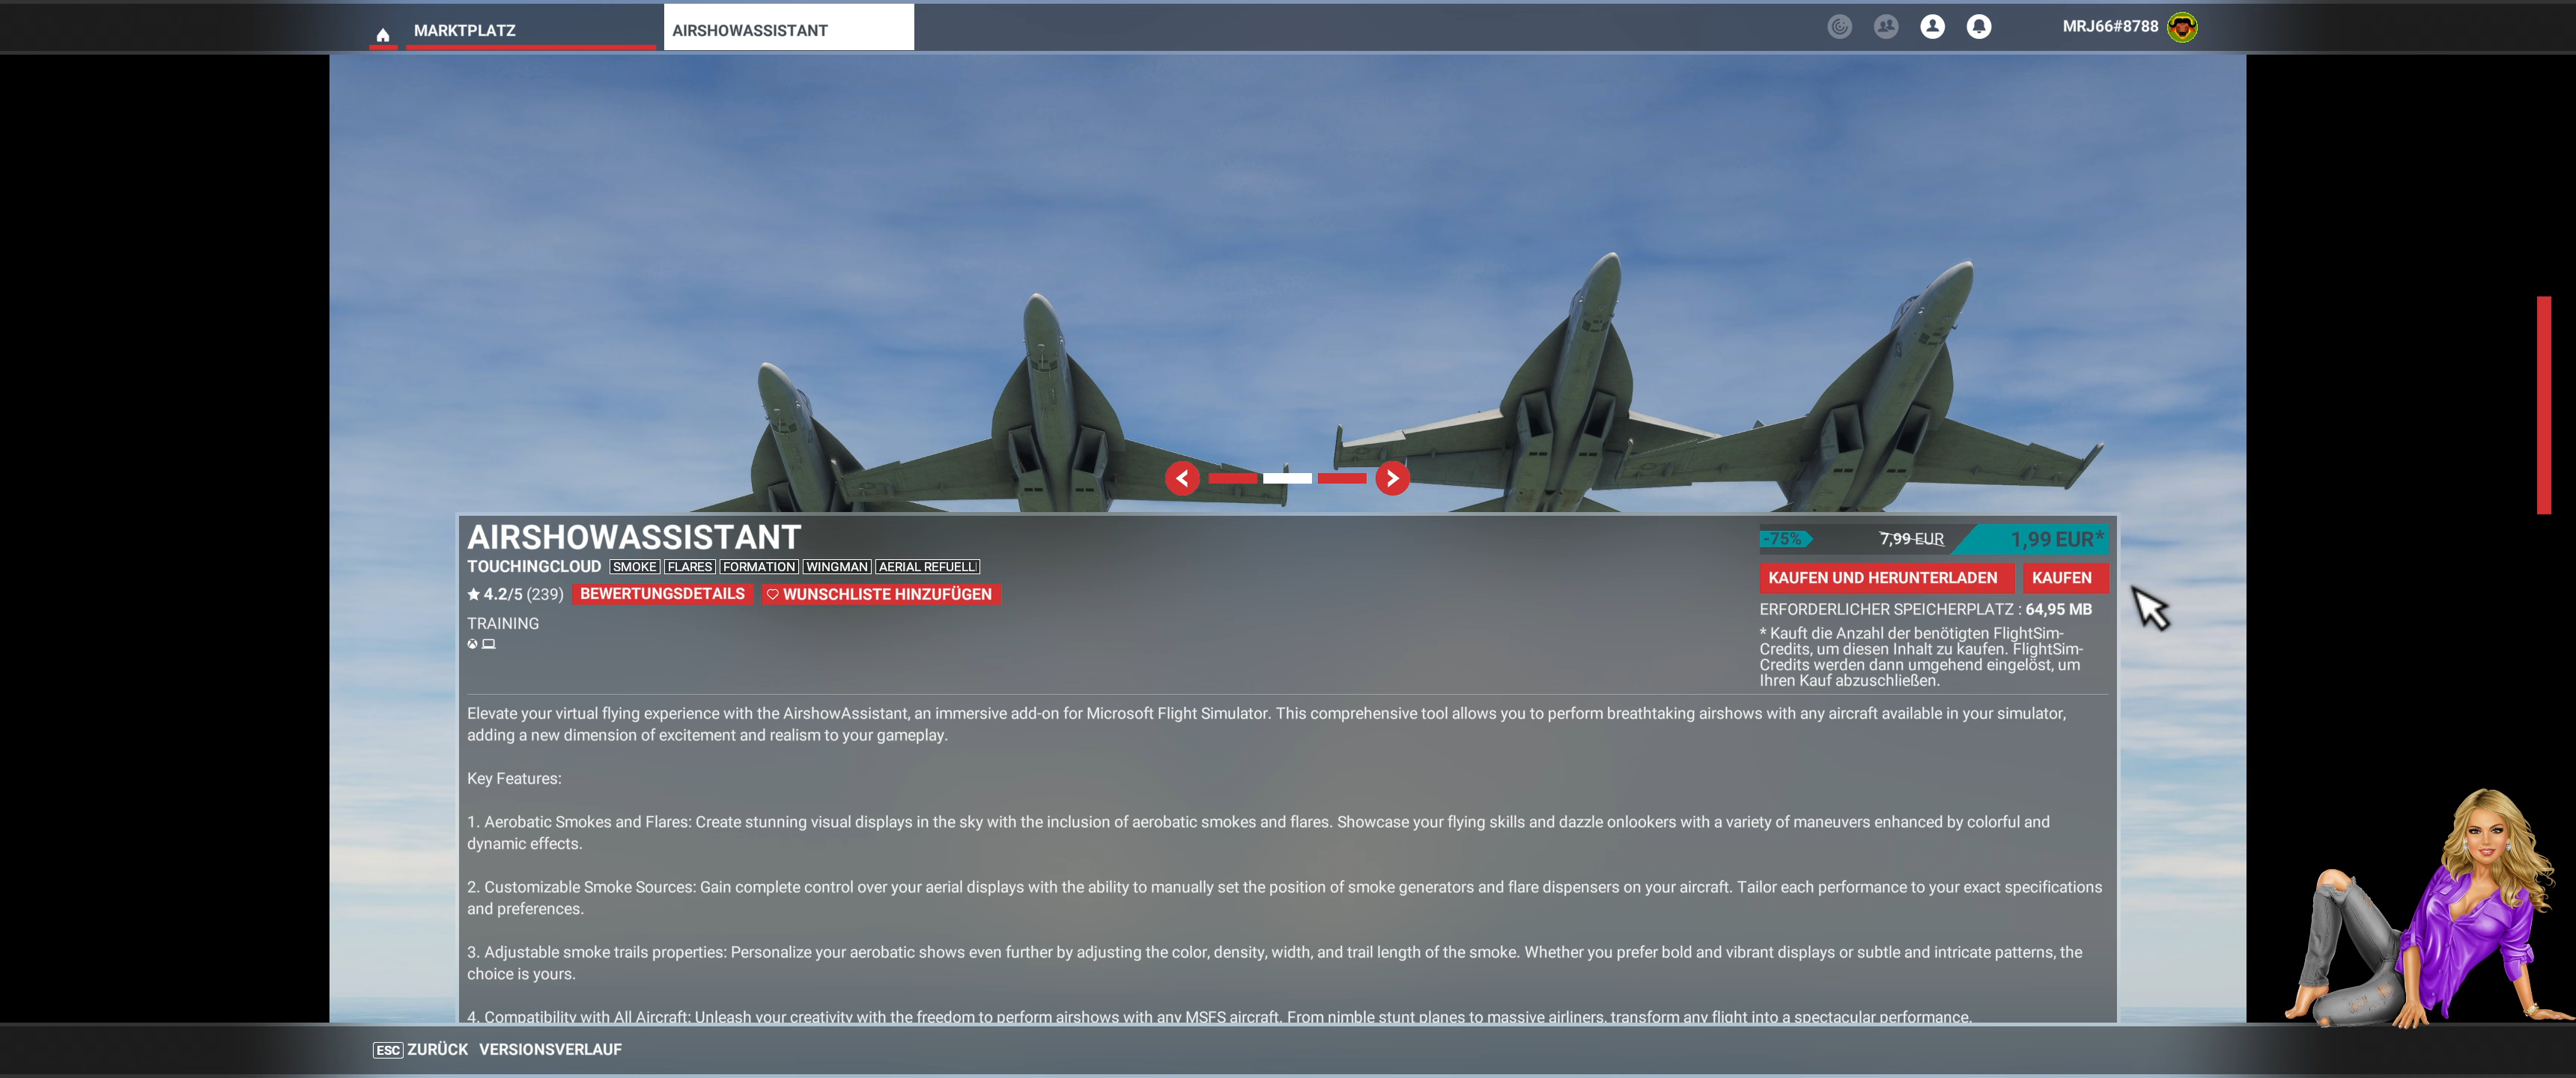 MARKTPLATZ
AIRSHOWASSISTANT
MRJ66#8788
AIRSHOWASSISTANT
TOUCHINGCLOUD SMOKE FLARES FORMATION WINGMAN AERIAL REFUELL
4.2/5 (239) BEWERTUNGSDETAILS WUNSCHLISTE HINZUFÜGEN
TRAINING
-75% 7,99 EUR 1,99 EUR*
KAUFEN UND HERUNTERLADEN KAUFEN
ERFORDERLICHER SPEICHERPLATZ : 64,95 MB
* Kauft die Anzahl der benötigten FlightSim-
Credits, um diesen Inhalt zu kaufen. FlightSim-
Credits werden dann umgehend eingelöst, um
Ihren Kauf abzuschließen.
Elevate your virtual flying experience with the AirshowAssistant, an immersive add-on for Microsoft Flight Simulator. This comprehensive tool allows you to perform breathtaking airshows with any aircraft available in your simulator,
adding a new dimension of excitement and realism to your gameplay.
Key Features:
1. Aerobatic Smokes and Flares: Create stunning visual displays in the sky with the inclusion of aerobatic smokes and flares. Showcase your flying skills and dazzle onlookers with a variety of maneuvers enhanced by colorful and
dynamic effects.
2. Customizable Smoke Sources: Gain complete control over your aerial displays with the ability to manually set the position of smoke generators and flare dispensers on your aircraft. Tailor each performance to your exact specifications
and preferences.
3. Adjustable smoke trails properties: Personalize your aerobatic shows even further by adjusting the color, density, width, and trail length of the smoke. Whether you prefer bold and vibrant displays or subtle and intricate patterns, the
choice is yours.
4. Compatibility with All Aircraft: Unleash your creativity with the freedom to perform airshows with any MSFS aircraft. From nimble stunt planes to massive airliners, transform any flight into a spectacular performance.
ESC ZURÜCK VERSIONSVERLAUF